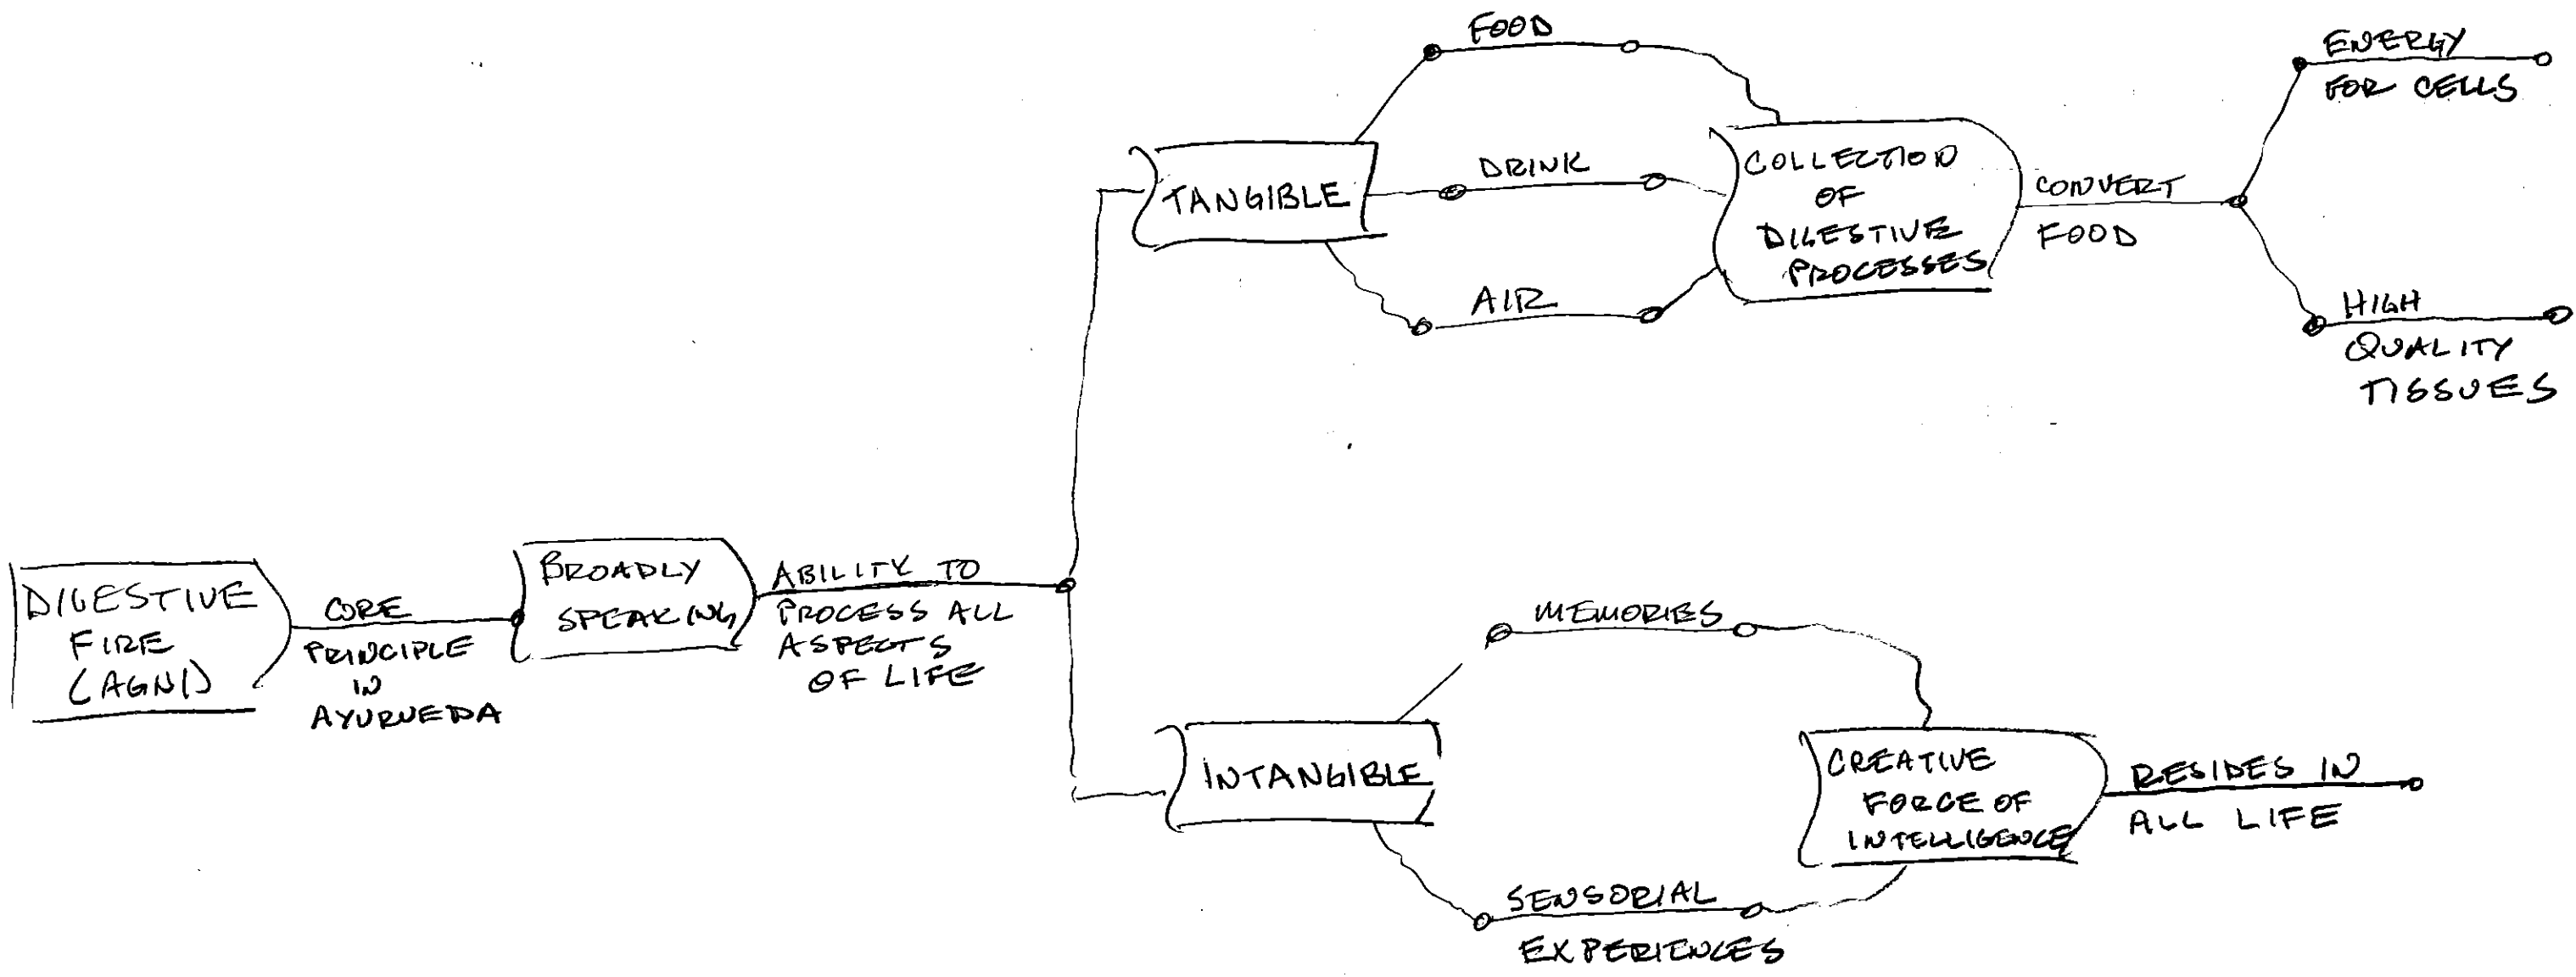 DIGESTIVE
FIRE
(AGNI)
CORE
PRINCIPLE
IN
AYURVEDA
BROADLY
SPEAKING
ABILITY TO
PROCESS ALL
ASPECTS
OF LIFE
TANGIBLE
FOOD
DRINK
AIR
COLLECTION
OF
DIGESTIVE
PROCESSES
CONVERT
FOOD
ENERGY
FOR CELLS
HIGH
QUALITY
TISSUES
INTANGIBLE
MEMORIES
SENSORIAL
EXPERIENCES
CREATIVE
FORCE OF
INTELLIGENCE
RESIDES IN
ALL LIFE